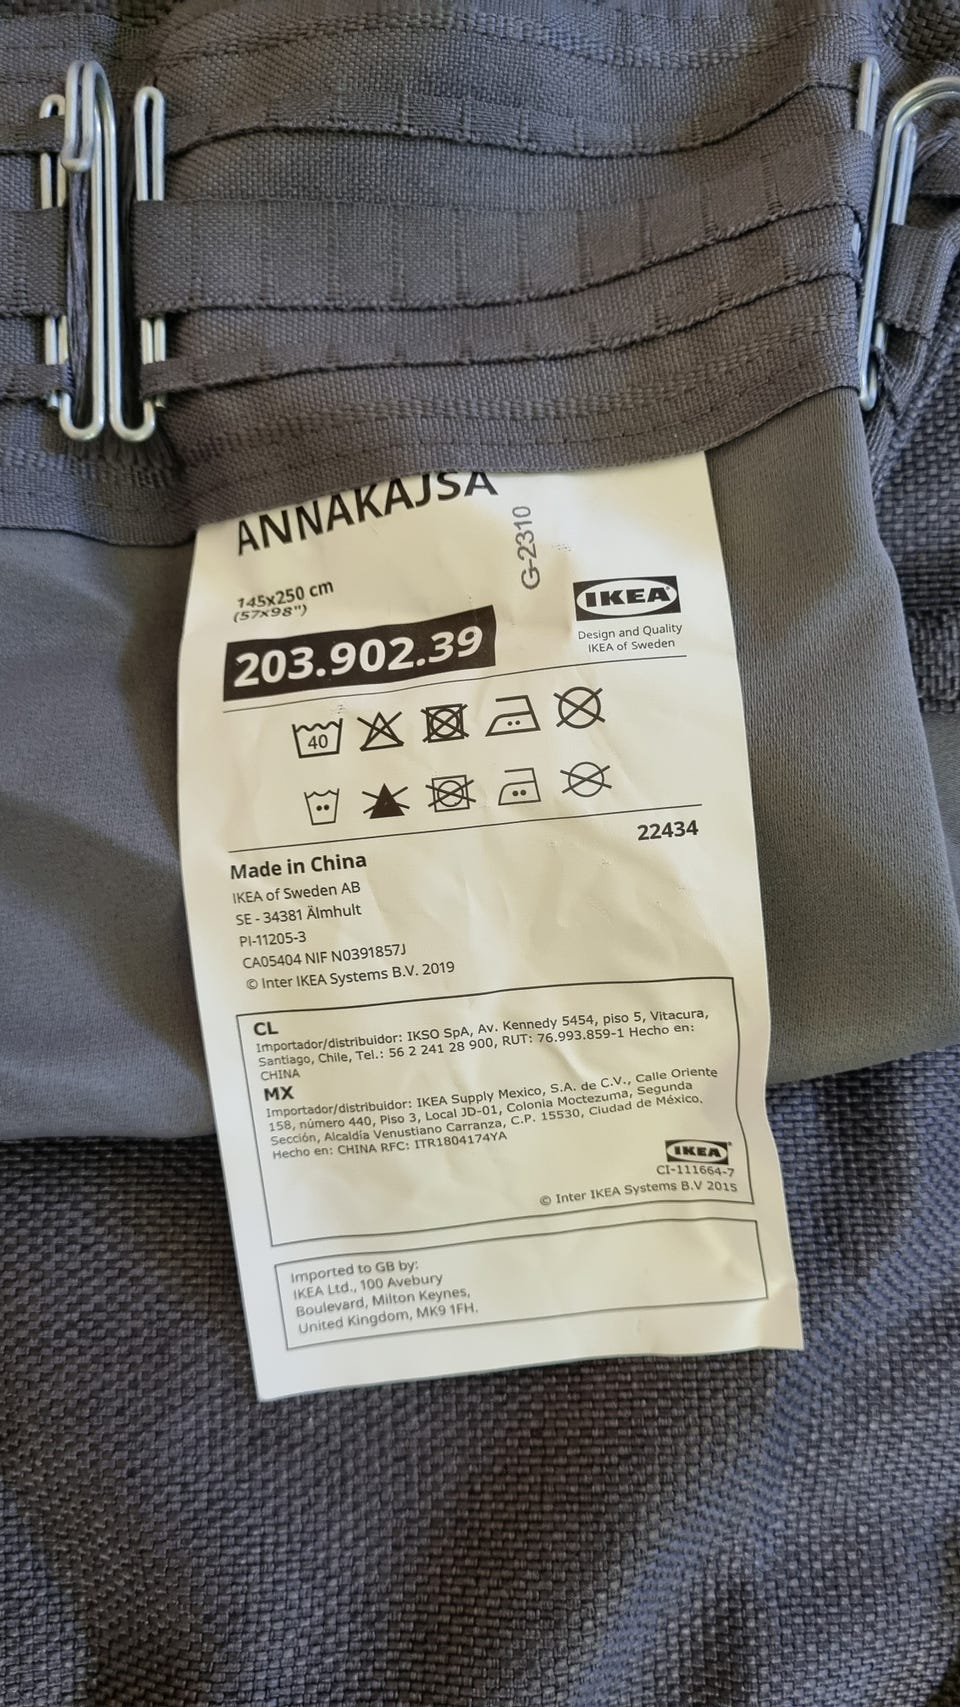 ANNAKAJSA
G-2310
145x250 cm
(57x98")
IKEA
Design and Quality
IKEA of Sweden
203.902.39
40
22434
Made in China
IKEA of Sweden AB
SE - 34381 Älmhult
PI-11205-3
CA05404 NIF N0391857J
© Inter IKEA Systems B.V. 2019
CL
Importador/distribuidor: IKSO SpA, Av. Kennedy 5454, piso 5, Vitacura,
Santiago, Chile, Tel.: 56 2 241 28 900, RUT: 76.993.859-1 Hecho en:
CHINA
MX
Importador/distribuidor: IKEA Supply Mexico, S.A. de C.V., Calle Oriente
158, número 440, Piso 3, Local JD-01, Colonia Moctezuma, Segunda
Sección, Alcaldía Venustiano Carranza, C.P. 15530, Ciudad de México.
Hecho en: CHINA RFC: ITR1804174YA
IKEA
CI-111664-7
© Inter IKEA Systems B.V 2015
Imported to GB by:
IKEA Ltd., 100 Avebury
Boulevard, Milton Keynes,
United Kingdom, MK9 1FH.